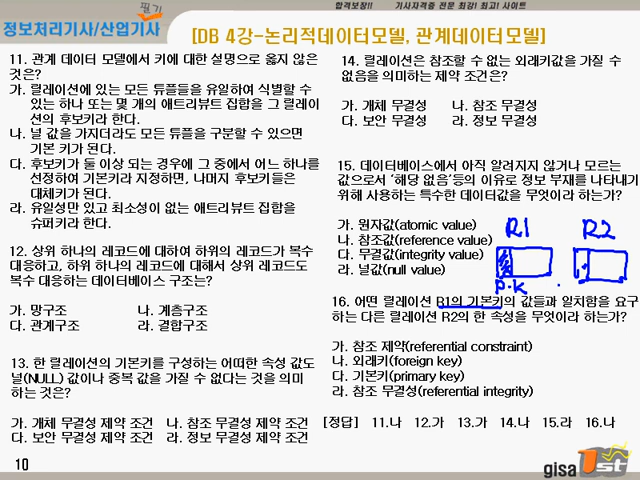 합격보장!! 기사자격증 전문 최강! 최고! 사이트
필기
정보처리기사/산업기사
[DB 4강-논리적데이터모델, 관계데이터모델]
11. 관계 데이터 모델에서 키에 대한 설명으로 옳지 않은
것은?
가. 릴레이션에 있는 모든 튜플들을 유일하여 식별할 수
있는 하나 또는 몇 개의 애트리뷰트 집합을 그 릴레이
션의 후보키라 한다.
나. 널 값을 가지더라도 모든 튜플을 구분할 수 있으면
기본 키가 된다.
다. 후보키가 둘 이상 되는 경우에 그 중에서 어느 하나를
선정하여 기본키라 지정하면, 나머지 후보키들은
대체키가 된다.
라. 유일성만 있고 최소성이 없는 애트리뷰트 집합을
슈퍼키라 한다.
12. 상위 하나의 레코드에 대하여 하위의 레코드가 복수
대응하고, 하위 하나의 레코드에 대해서 상위 레코드도
복수 대응하는 데이터베이스 구조는?
가. 망구조 나. 계층구조
다. 관계구조 라. 결합구조
13. 한 릴레이션의 기본키를 구성하는 어떠한 속성 값도
널(NULL) 값이나 중복 값을 가질 수 없다는 것을 의미
하는 것은?
가. 개체 무결성 제약 조건 나. 참조 무결성 제약 조건
다. 보안 무결성 제약 조건 라. 정보 무결성 제약 조건
14. 릴레이션은 참조할 수 없는 외래키값을 가질 수
없음을 의미하는 제약 조건은?
가. 개체 무결성 나. 참조 무결성
다. 보안 무결성 라. 정보 무결성
15. 데이터베이스에서 아직 알려지지 않거나 모르는
값으로서 '해당 없음'등의 이유로 정보 부재를 나타내기
위해 사용하는 특수한 데이터값을 무엇이라 하는가?
가. 원자값(atomic value)
나. 참조값(reference value)
다. 무결값(integrity value)
라. 널값(null value)
R1 R2
P.K
16. 어떤 릴레이션 R1의 기본키의 값들과 일치함을 요구
하는 다른 릴레이션 R2의 한 속성을 무엇이라 하는가?
가. 참조 제약(referential constraint)
나. 외래키(foreign key)
다. 기본키(primary key)
라. 참조 무결성(referential integrity)
[정답] 11.나 12.가 13.가 14.나 15.라 16.나
10
gisa 1st